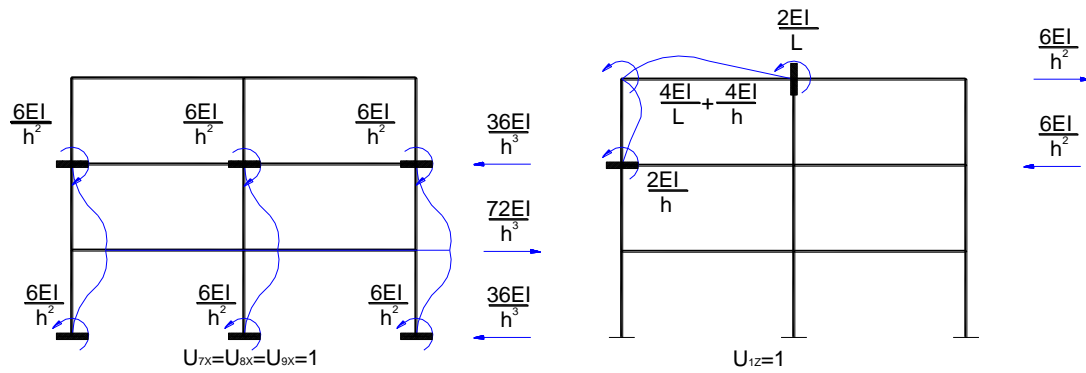 2EI/L
6EI/h²
4EI/L + 4EI/h
6EI/h² 6EI/h² 6EI/h²
36EI/h³
6EI/h²
2EI/h
72EI/h³
6EI/h² 6EI/h² 6EI/h²
36EI/h³
U7X=U8X=U9X=1
U1Z=1